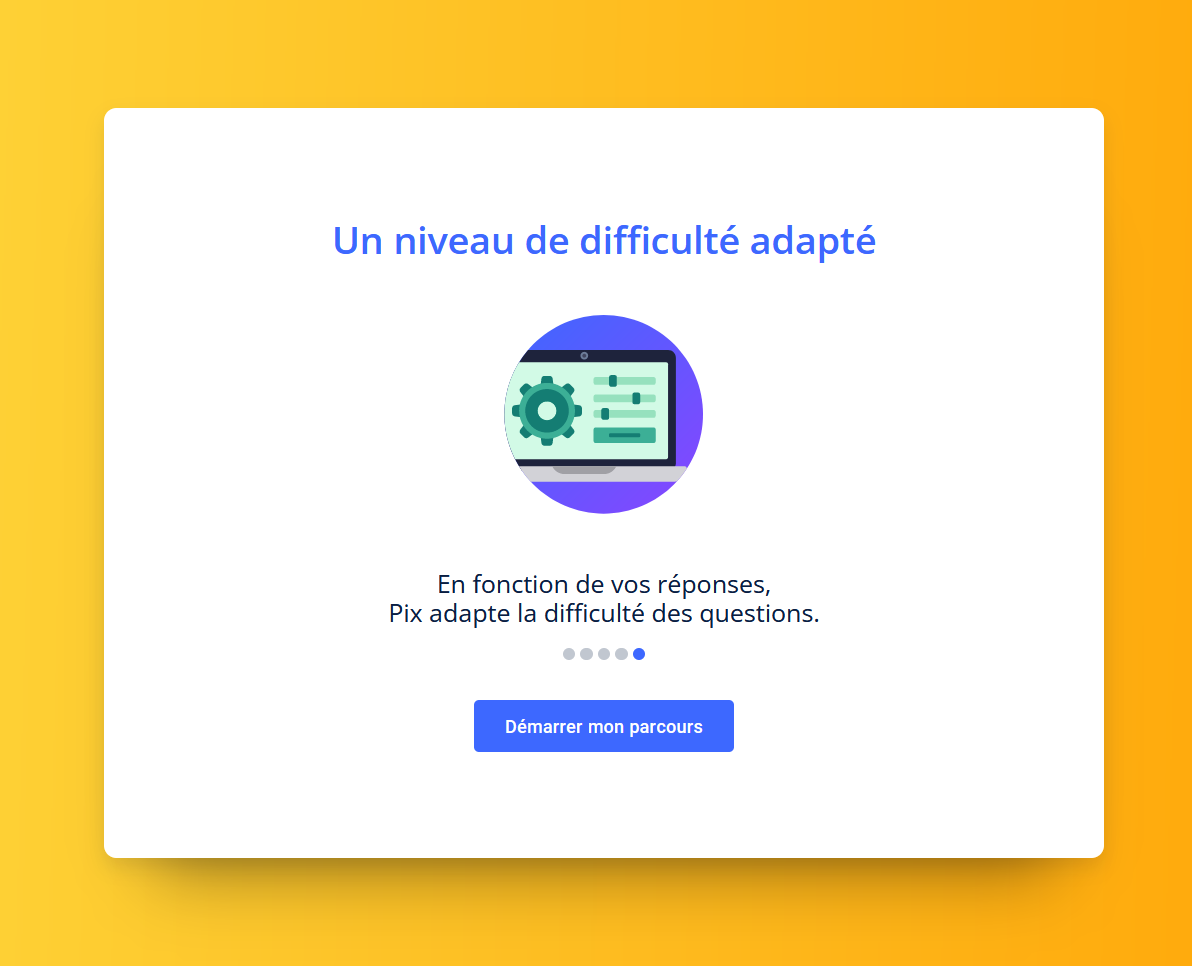 Un niveau de difficulté adapté
En fonction de vos réponses,
Pix adapte la difficulté des questions.
Démarrer mon parcours